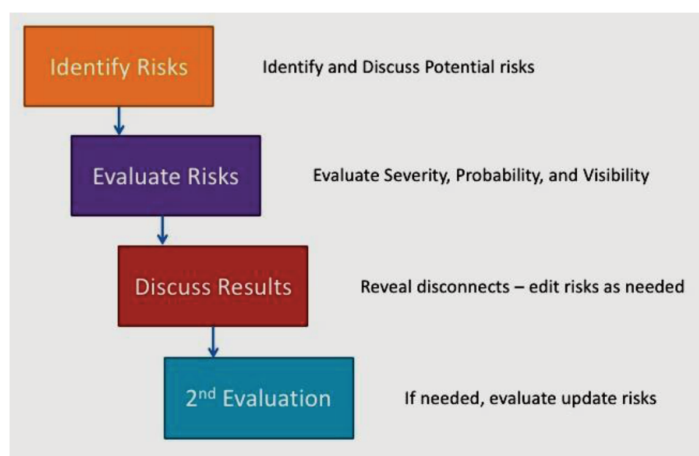 Identify Risks
Identify and Discuss Potential risks
Evaluate Risks
Evaluate Severity, Probability, and Visibility
Discuss Results
Reveal disconnects – edit risks as needed
2nd Evaluation
If needed, evaluate update risks